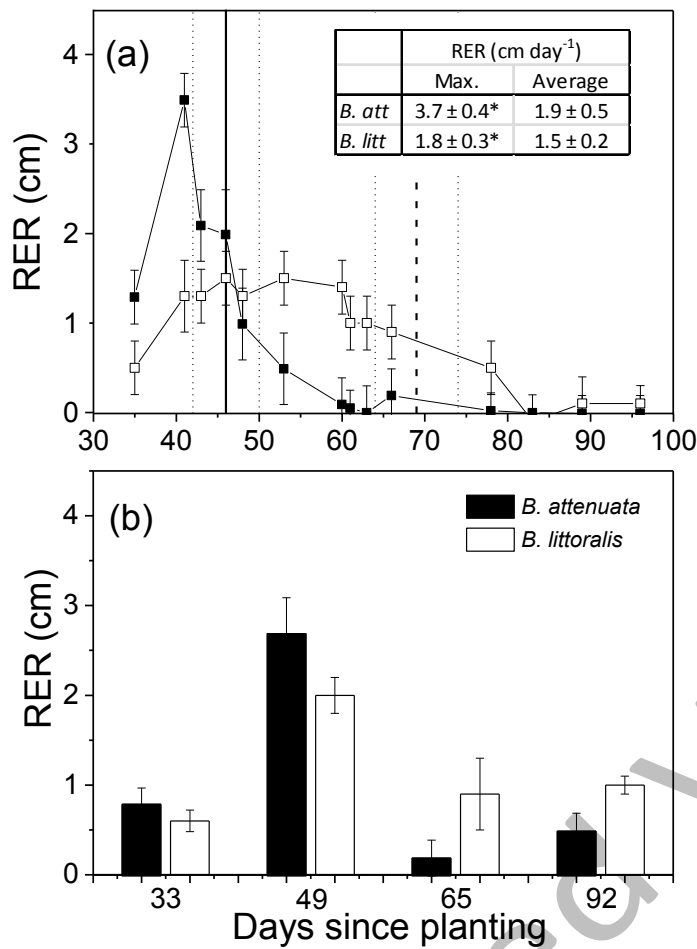 (a)
RER (cm day⁻¹)
Max. Average
B. att 3.7 ± 0.4* 1.9 ± 0.5
B. litt 1.8 ± 0.3* 1.5 ± 0.2
4
3
2
1
0
RER (cm)
30 40 50 60 70 80 90 100
(b)
B. attenuata
B. littoralis
4
3
2
1
0
RER (cm)
33 49 65 92
Days since planting